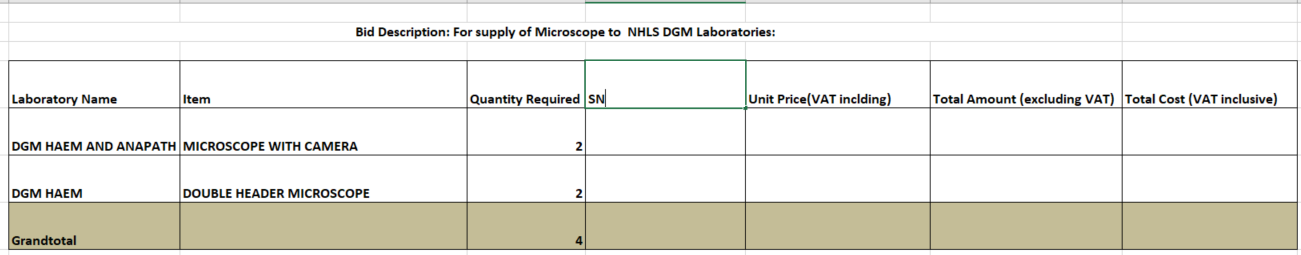 Bid Description: For supply of Microscope to  NHLS DGM Laboratories:
Laboratory Name Item Quantity Required SN Unit Price(VAT inclding) Total Amount (excluding VAT) Total Cost (VAT inclusive)
DGM HAEM AND ANAPATH MICROSCOPE WITH CAMERA 2
DGM HAEM DOUBLE HEADER MICROSCOPE 2
Grandtotal 4